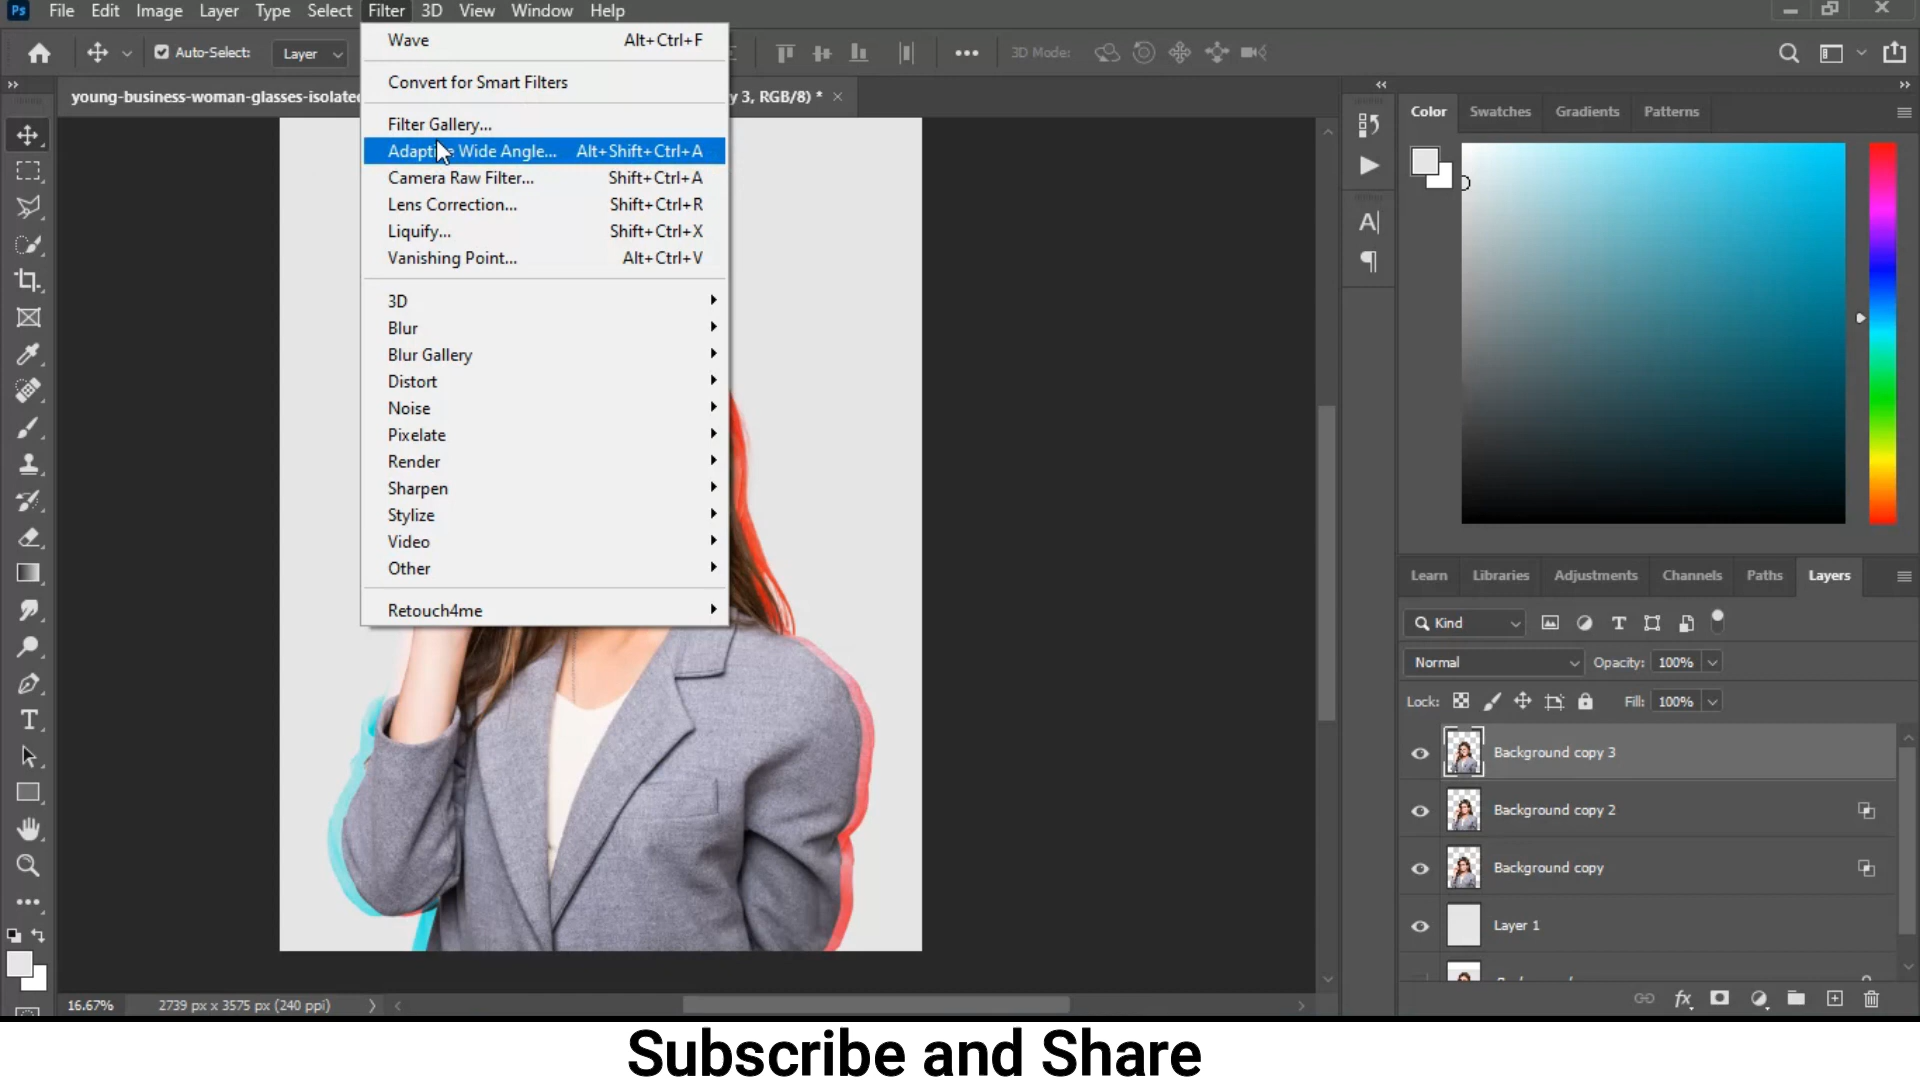 Ps File Edit Image Layer Type Select Filter 3D View Window Help
Auto-Select: Layer 3D Mode:
young-business-woman-glasses-isolated y 3, RGB/8) * ×
Wave Alt+Ctrl+F
Convert for Smart Filters
Filter Gallery...
Adaptive Wide Angle... Alt+Shift+Ctrl+A
Camera Raw Filter... Shift+Ctrl+A
Lens Correction... Shift+Ctrl+R
Liquify... Shift+Ctrl+X
Vanishing Point... Alt+Ctrl+V
3D
Blur
Blur Gallery
Distort
Noise
Pixelate
Render
Sharpen
Stylize
Video
Other
Retouch4me
Color Swatches Gradients Patterns
Learn Libraries Adjustments Channels Paths Layers
Kind
Normal Opacity: 100%
Lock: Fill: 100%
Background copy 3
Background copy 2
Background copy
Layer 1
16.67% 2739 px x 3575 px (240 ppi)
Subscribe and Share